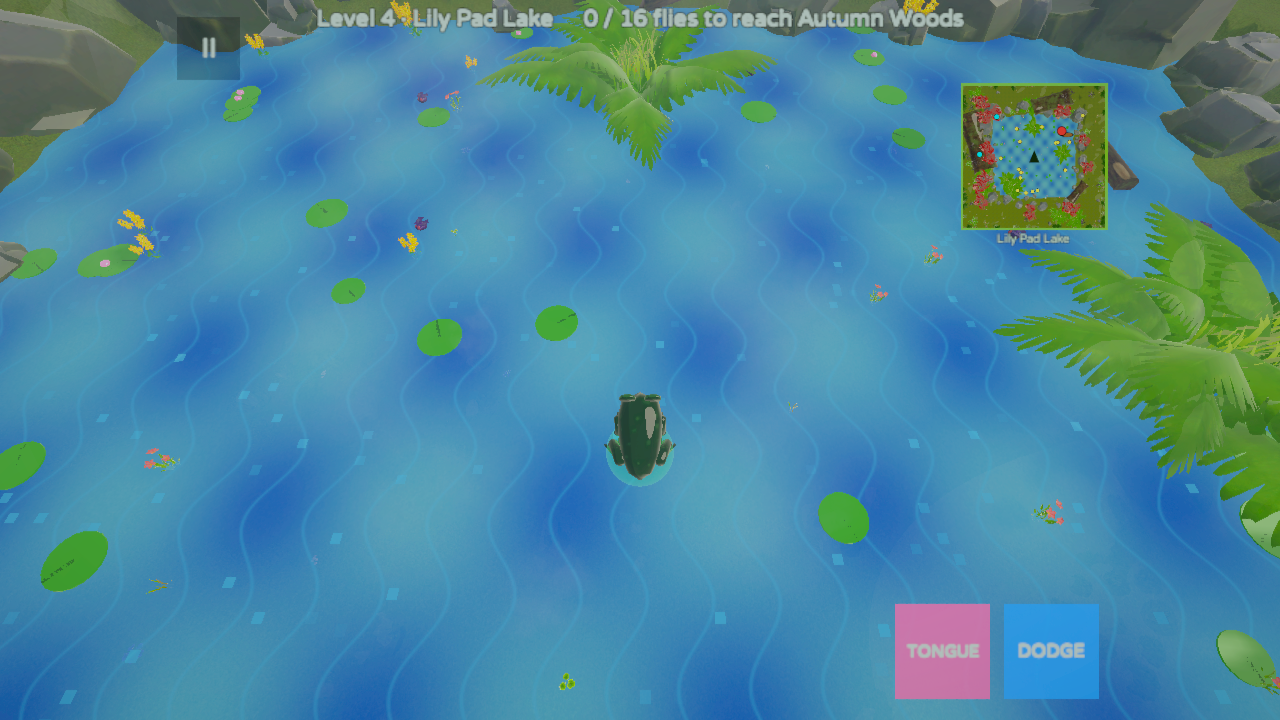 Level 4 · Lily Pad Lake 0 / 16 flies to reach Autumn Woods
Lily Pad Lake
TONGUE
DODGE